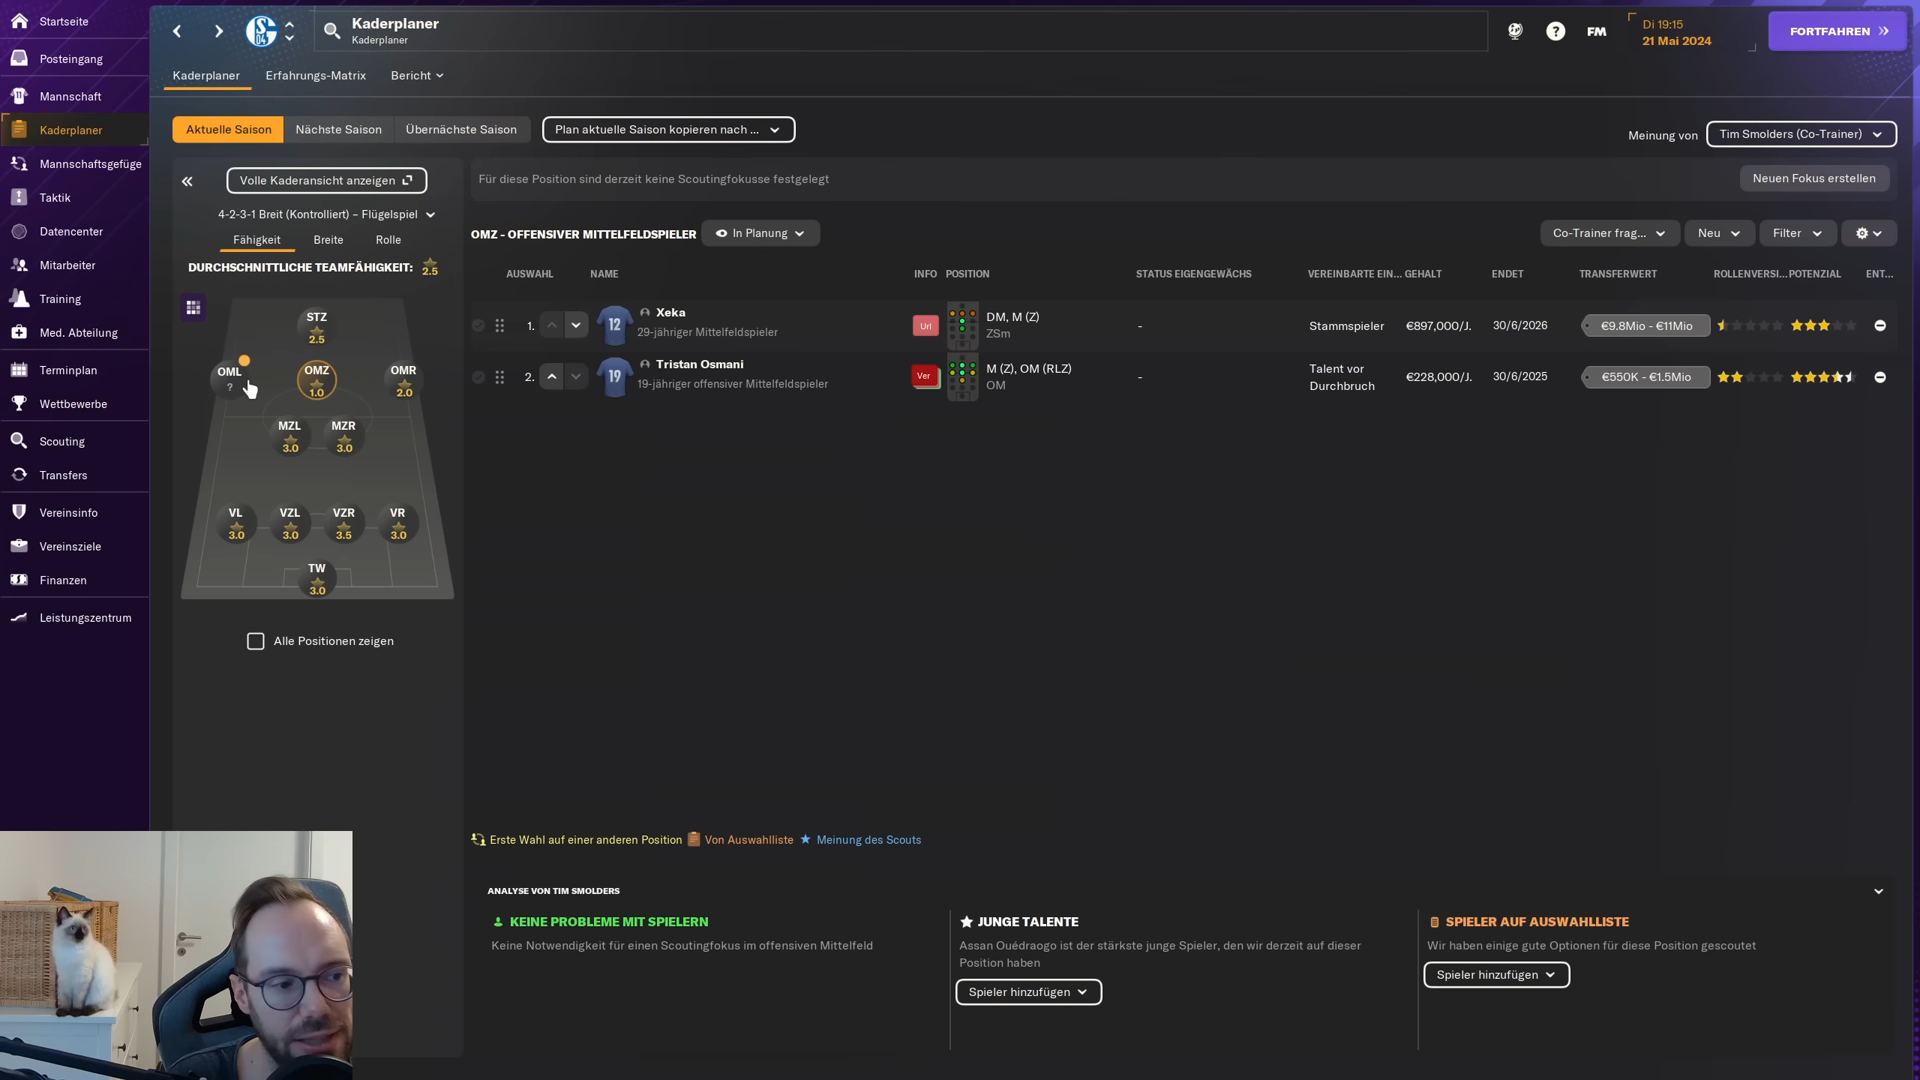 Startseite
Posteingang
Mannschaft
Kaderplaner
Mannschaftsgefüge
Taktik
Datencenter
Mitarbeiter
Training
Med. Abteilung
Terminplan
Wettbewerbe
Scouting
Transfers
Vereinsinfo
Vereinsziele
Finanzen
Leistungszentrum
Kaderplaner
Kaderplaner
?
FM
Di 19:15
21 Mai 2024
FORTFAHREN
Kaderplaner
Erfahrungs-Matrix
Bericht
Aktuelle Saison
Nächste Saison
Übernächste Saison
Plan aktuelle Saison kopieren nach ...
Meinung von
Tim Smolders (Co-Trainer)
Volle Kaderansicht anzeigen
4-2-3-1 Breit (Kontrolliert) – Flügelspiel
Fähigkeit
Breite
Rolle
DURCHSCHNITTLICHE TEAMFÄHIGKEIT: 2.5
STZ
2.5
OML
?
OMZ
1.0
OMR
2.0
MZL
3.0
MZR
3.0
VL
3.0
VZL
3.0
VZR
3.5
VR
3.0
TW
3.0
Alle Positionen zeigen
Für diese Position sind derzeit keine Scoutingfokusse festgelegt
Neuen Fokus erstellen
OMZ - OFFENSIVER MITTELFELDSPIELER
In Planung
Co-Trainer frag...
Neu
Filter
AUSWAHL NAME INFO POSITION STATUS EIGENGEWÄCHS VEREINBARTE EIN... GEHALT ENDET TRANSFERWERT ROLLENVERSI... POTENZIAL ENT...
1. 12 Xeka
29-jähriger Mittelfeldspieler
Url
DM, M (Z)
ZSm
-
Stammspieler
€897,000/J.
30/6/2026
€9.8Mio - €11Mio
2. 19 Tristan Osmani
19-jähriger offensiver Mittelfeldspieler
Ver
M (Z), OM (RLZ)
OM
-
Talent vor
Durchbruch
€228,000/J.
30/6/2025
€550K - €1.5Mio
Erste Wahl auf einer anderen Position Von Auswahlliste Meinung des Scouts
ANALYSE VON TIM SMOLDERS
KEINE PROBLEME MIT SPIELERN
Keine Notwendigkeit für einen Scoutingfokus im offensiven Mittelfeld
JUNGE TALENTE
Assan Ouédraogo ist der stärkste junge Spieler, den wir derzeit auf dieser
Position haben
Spieler hinzufügen
SPIELER AUF AUSWAHLLISTE
Wir haben einige gute Optionen für diese Position gescoutet
Spieler hinzufügen